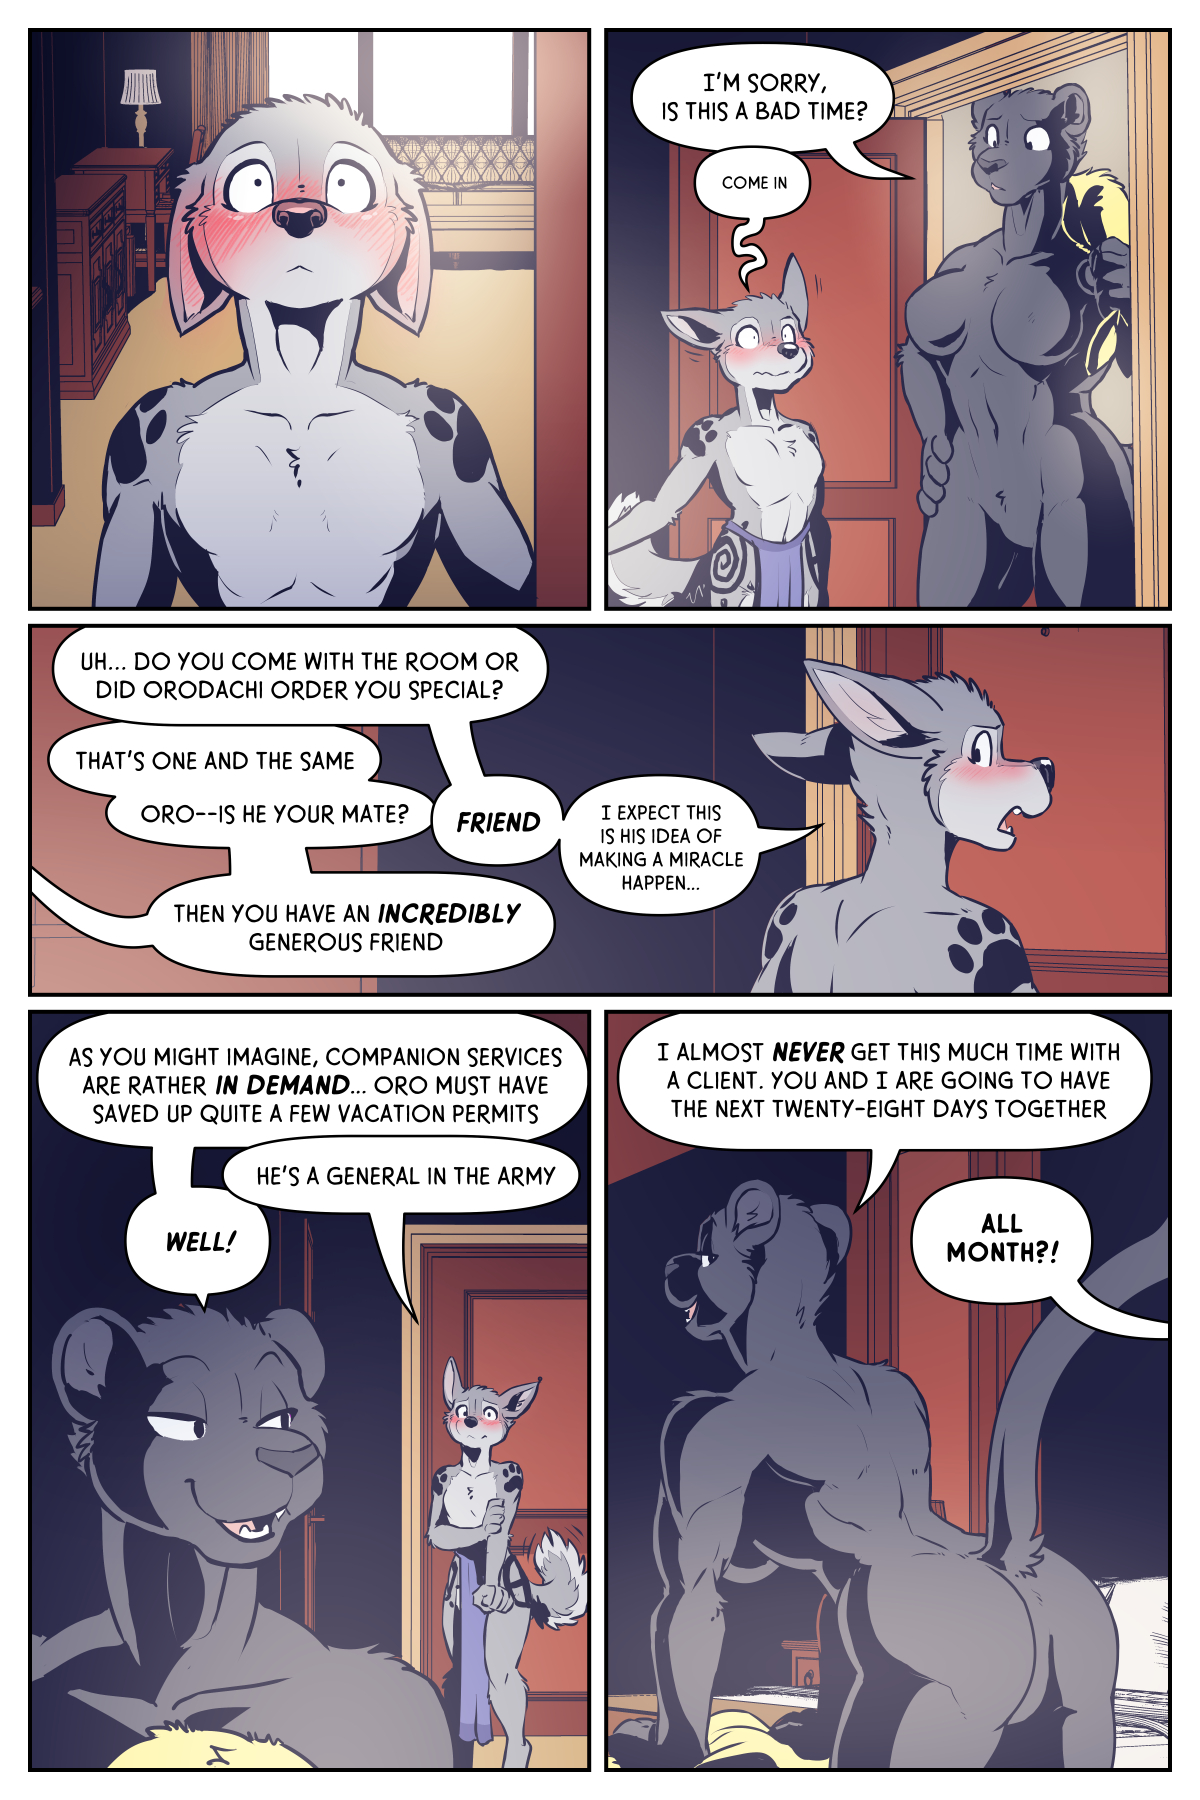 I'M SORRY,
IS THIS A BAD TIME?
COME IN
UH... DO YOU COME WITH THE ROOM OR
DID ORODACHI ORDER YOU SPECIAL?
THAT'S ONE AND THE SAME
ORO--IS HE YOUR MATE?
FRIEND
THEN YOU HAVE AN INCREDIBLY
GENEROUS FRIEND
I EXPECT THIS
IS HIS IDEA OF
MAKING A MIRACLE
HAPPEN...
AS YOU MIGHT IMAGINE, COMPANION SERVICES
ARE RATHER IN DEMAND... ORO MUST HAVE
SAVED UP QUITE A FEW VACATION PERMITS
HE'S A GENERAL IN THE ARMY
WELL!
I ALMOST NEVER GET THIS MUCH TIME WITH
A CLIENT. YOU AND I ARE GOING TO HAVE
THE NEXT TWENTY-EIGHT DAYS TOGETHER
ALL
MONTH?!